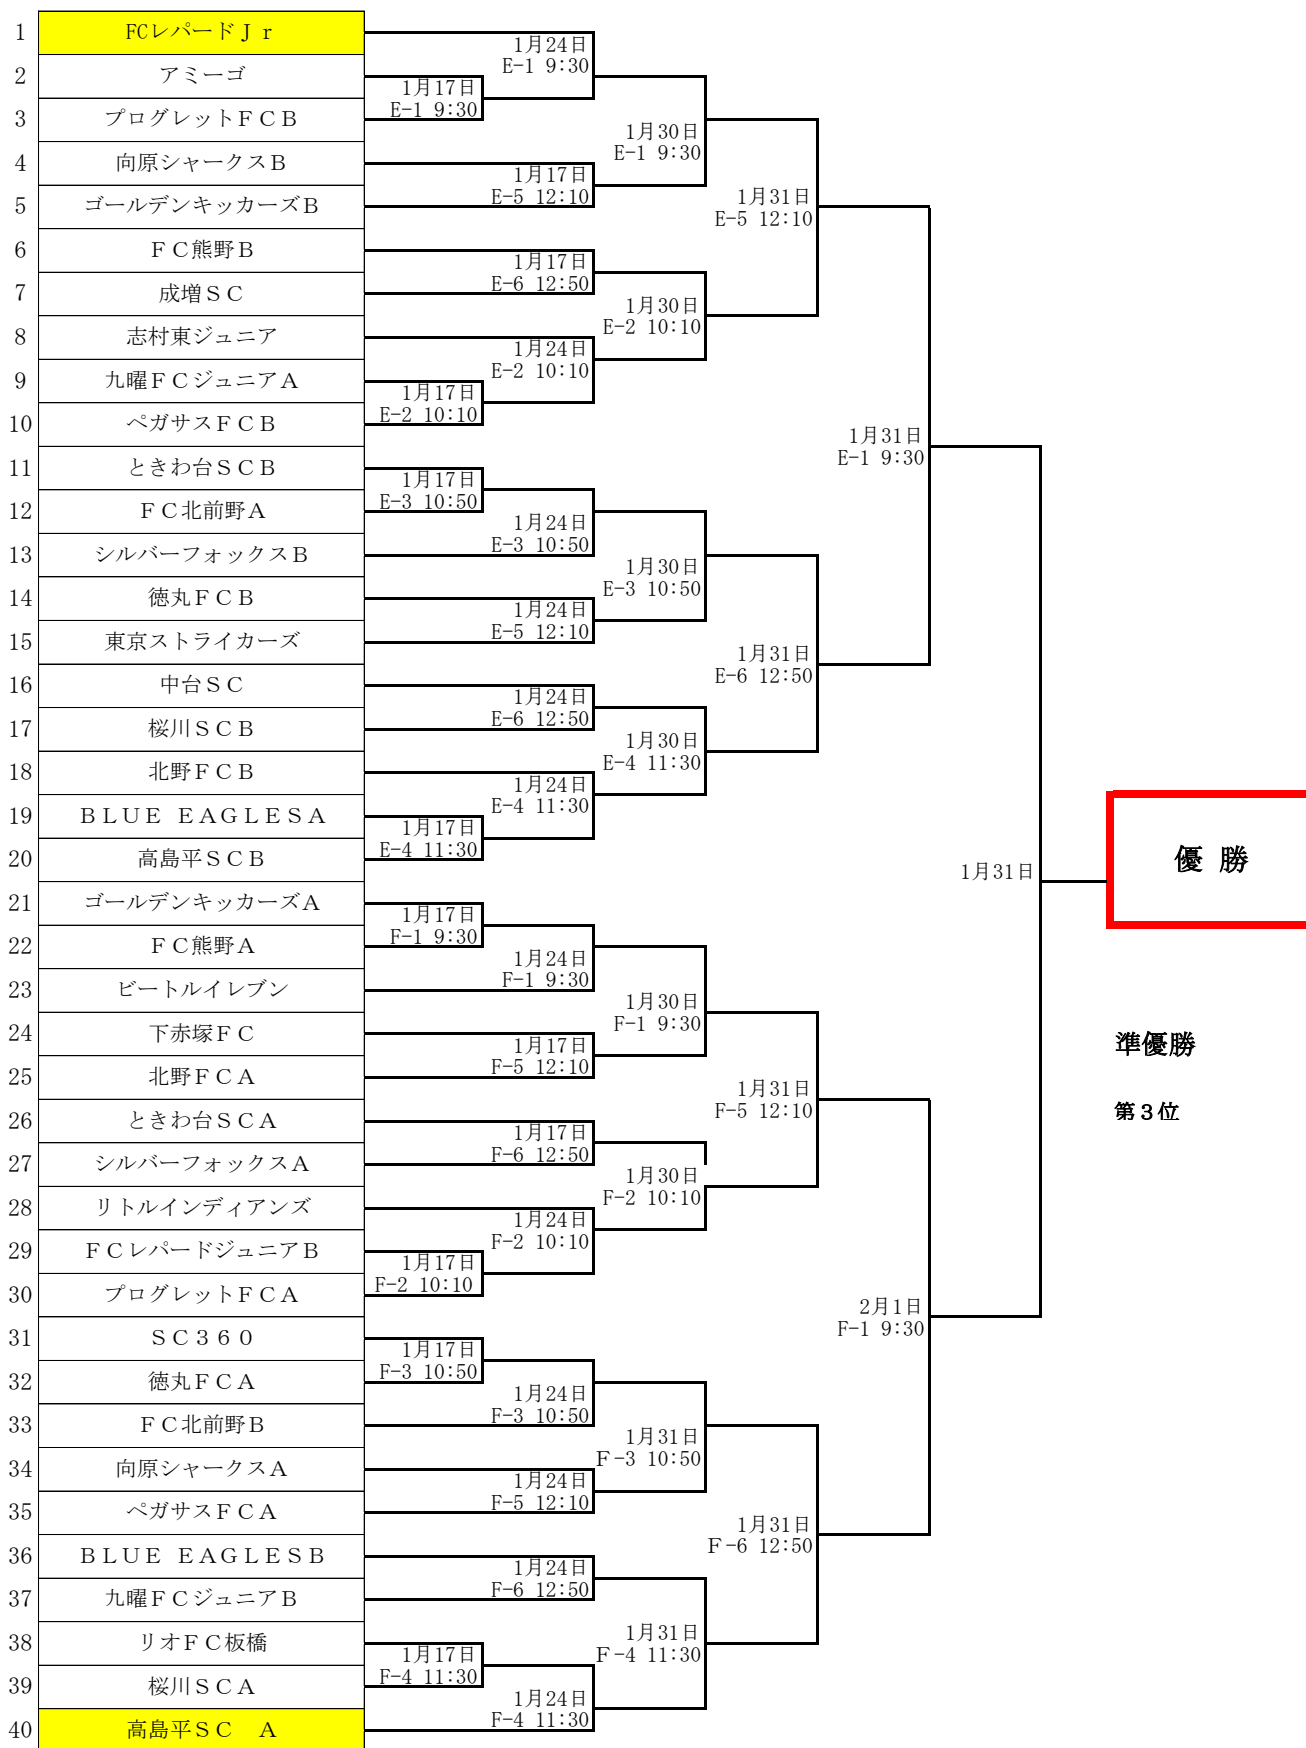 1 FCレパードＪｒ
1月24日
E-1 9:30
2 アミーゴ
1月17日
E-1 9:30
3 プログレットＦＣＢ
1月30日
E-1 9:30
4 向原シャークスＢ
1月17日
E-5 12:10
5 ゴールデンキッカーズＢ
1月31日
E-5 12:10
6 ＦＣ熊野Ｂ
1月17日
E-6 12:50
7 成増ＳＣ
1月30日
E-2 10:10
8 志村東ジュニア
1月24日
E-2 10:10
9 九曜ＦＣジュニアＡ
1月17日
E-2 10:10
10 ペガサスＦＣＢ
1月31日
E-1 9:30
11 ときわ台ＳＣＢ
1月17日
E-3 10:50
12 ＦＣ北前野Ａ
1月24日
E-3 10:50
13 シルバーフォックスＢ
1月30日
E-3 10:50
14 徳丸ＦＣＢ
1月24日
E-5 12:10
15 東京ストライカーズ
1月31日
E-6 12:50
16 中台ＳＣ
1月24日
E-6 12:50
17 桜川ＳＣＢ
1月30日
E-4 11:30
18 北野ＦＣＢ
1月24日
E-4 11:30
19 ＢＬＵＥ ＥＡＧＬＥＳＡ
1月17日
E-4 11:30
20 高島平ＳＣＢ
優 勝
1月31日
21 ゴールデンキッカーズＡ
1月17日
F-1 9:30
22 ＦＣ熊野Ａ
1月24日
F-1 9:30
23 ビートルイレブン
1月30日
F-1 9:30
24 下赤塚ＦＣ
1月17日
F-5 12:10
準優勝
25 北野ＦＣＡ
1月31日
F-5 12:10
第３位
26 ときわ台ＳＣＡ
1月17日
F-6 12:50
27 シルバーフォックスＡ
1月30日
F-2 10:10
28 リトルインディアンズ
1月24日
F-2 10:10
29 ＦＣレパードジュニアＢ
1月17日
F-2 10:10
30 プログレットＦＣＡ
2月1日
F-1 9:30
31 ＳＣ３６０
1月17日
F-3 10:50
32 徳丸ＦＣＡ
1月24日
F-3 10:50
33 ＦＣ北前野Ｂ
1月31日
Ｆ-3 10:50
34 向原シャークスＡ
1月24日
F-5 12:10
35 ペガサスＦＣＡ
1月31日
Ｆ-6 12:50
36 ＢＬＵＥ ＥＡＧＬＥＳＢ
1月24日
F-6 12:50
37 九曜ＦＣジュニアＢ
1月31日
Ｆ-4 11:30
38 リオＦＣ板橋
1月17日
F-4 11:30
39 桜川ＳＣＡ
1月24日
F-4 11:30
40 高島平ＳＣ　Ａ